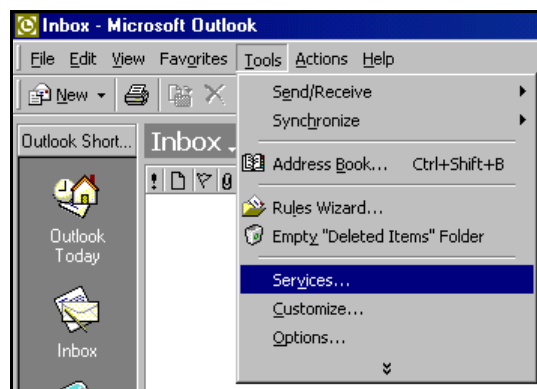 Inbox - Microsoft Outlook
File Edit View Favorites Tools Actions Help
New
Send/Receive
Synchronize
Outlook Short...
Inbox
Address Book... Ctrl+Shift+B
Rules Wizard...
Outlook Today
Empty "Deleted Items" Folder
Services...
Customize...
Inbox
Options...